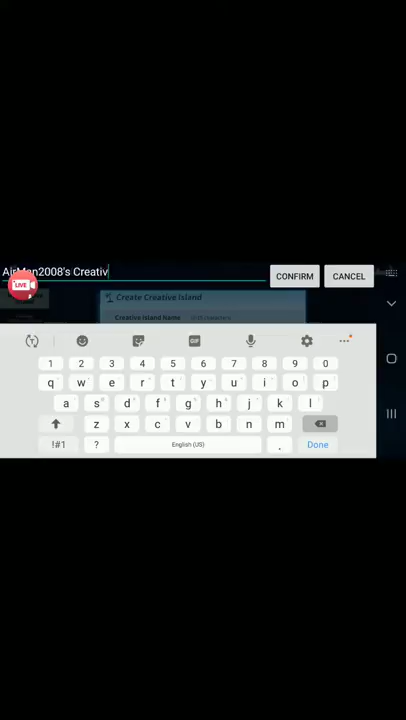 AirMan2008's Creativ
LIVE
CONFIRM
CANCEL
Create Creative Island
Creative Island Name
GIF
1 2 3 4 5 6 7 8 9 0
q w e r t y u i o p
a s d f g h j k l
z x c v b n m
!#1 ? English (US) . Done